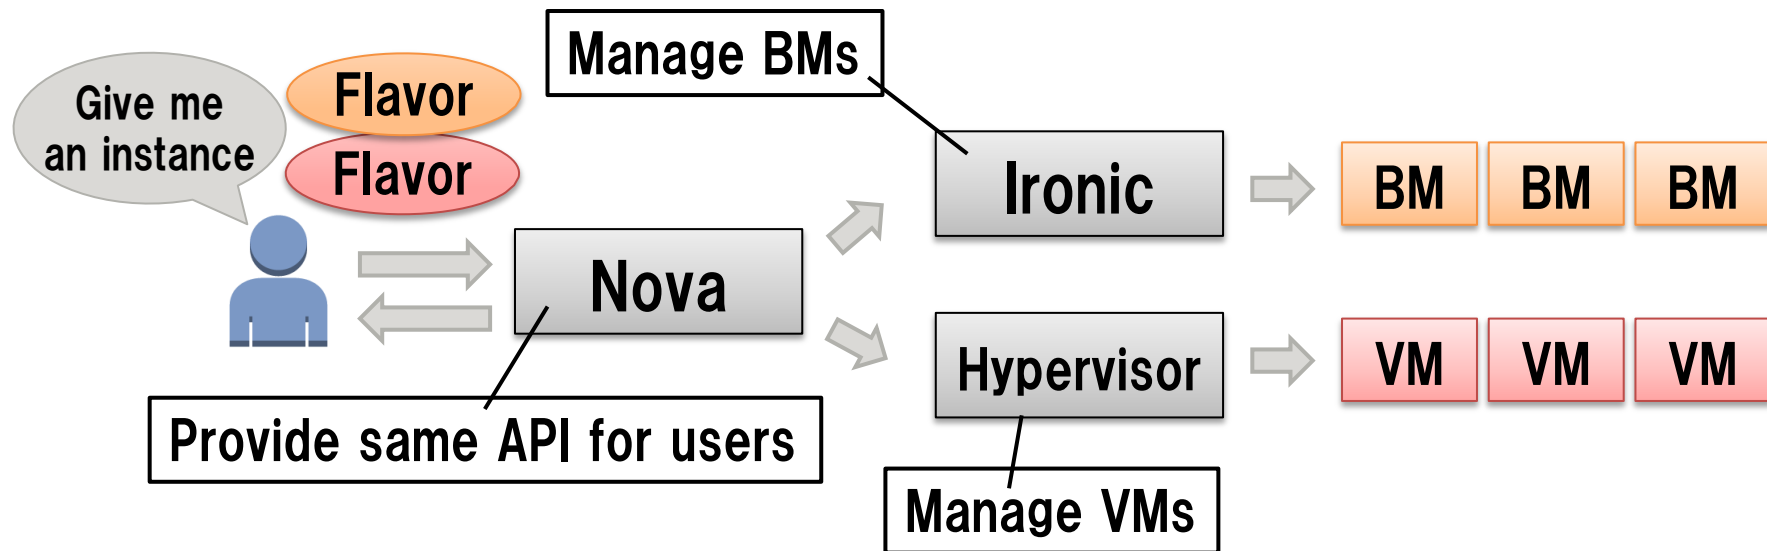 Manage BMs
Give me
an instance
Flavor
Flavor
Ironic
BM
BM
BM
Nova
Hypervisor
VM
VM
VM
Provide same API for users
Manage VMs